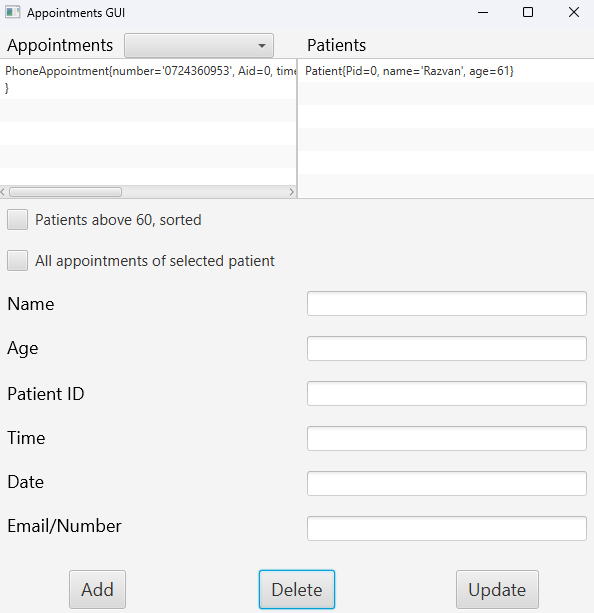 Appointments GUI
Appointments
Patients
PhoneAppointment{number='0724360953', Aid=0, time
}
Patient{Pid=0, name='Razvan', age=61}
Patients above 60, sorted
All appointments of selected patient
Name
Age
Patient ID
Time
Date
Email/Number
Add
Delete
Update